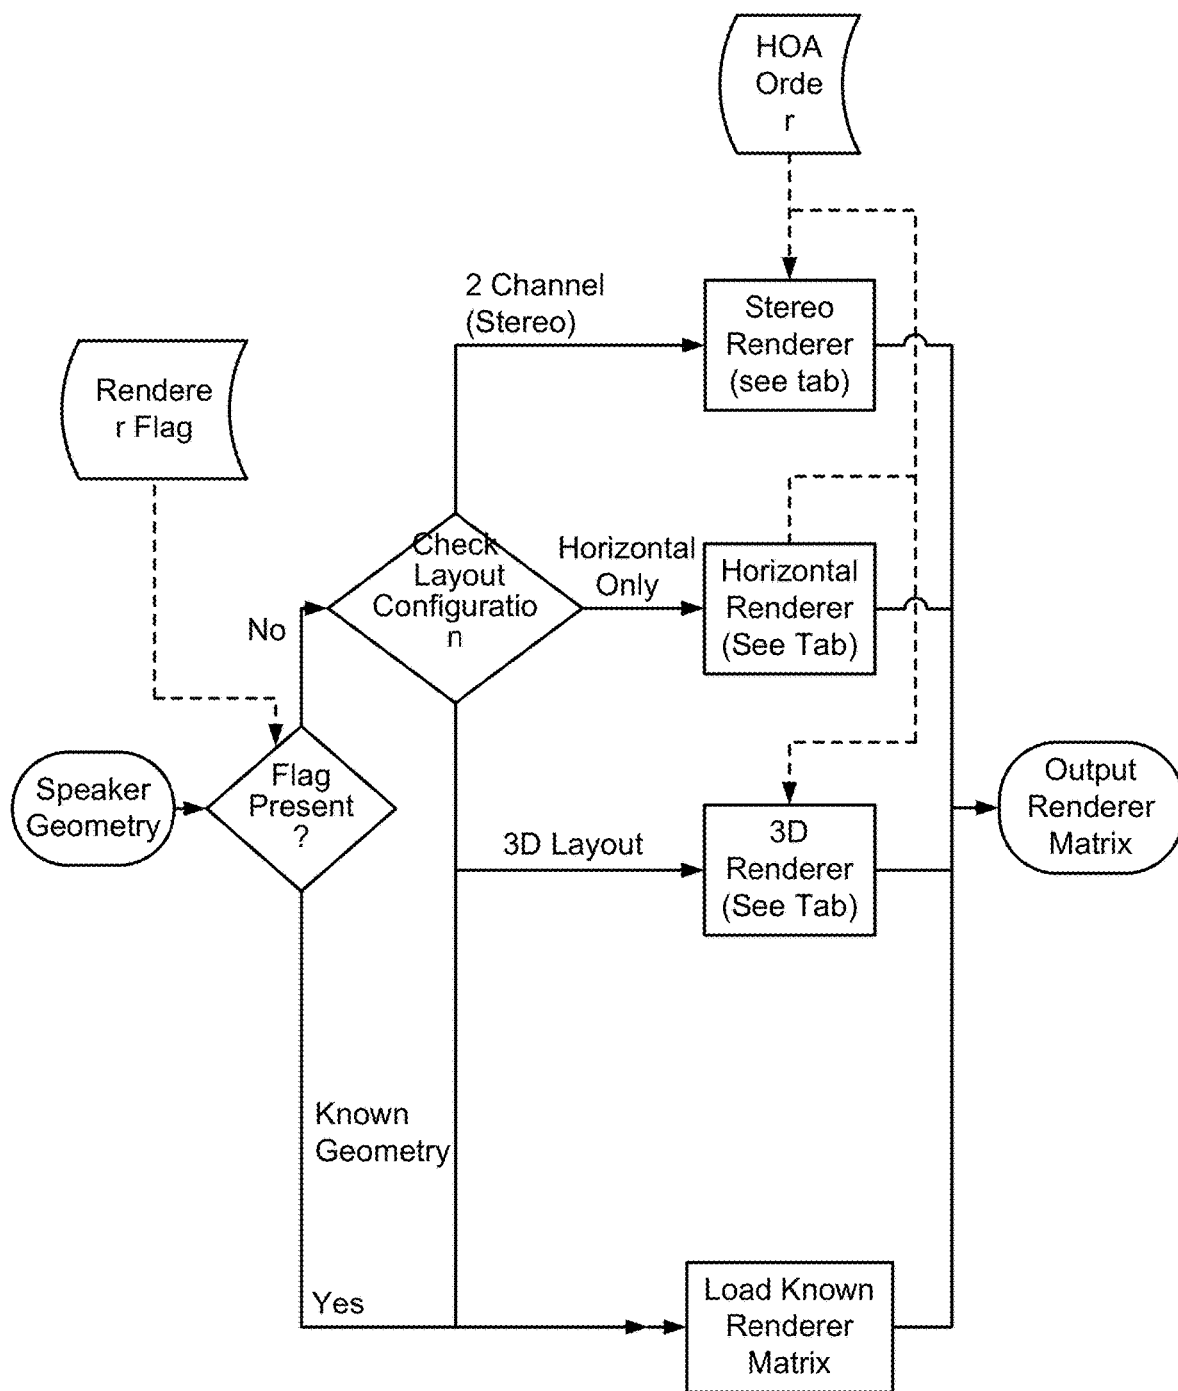 HOA
Orde
r
2 Channel
(Stereo)
Stereo
Renderer
(see tab)
Rendere
r Flag
Check
Layout
Configuratio
n
Horizontal
Only
Horizontal
Renderer
(See Tab)
No
Speaker
Geometry
Flag
Present
?
3D Layout
3D
Renderer
(See Tab)
Output
Renderer
Matrix
Known
Geometry
Yes
Load Known
Renderer
Matrix